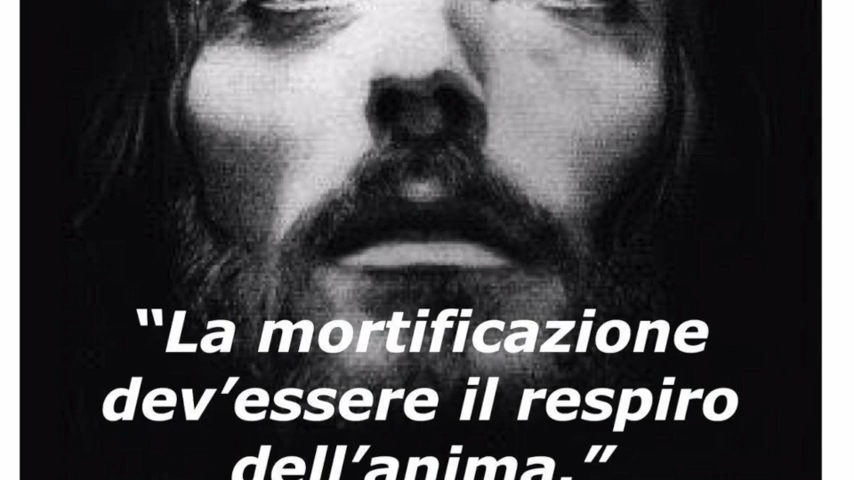 “La mortificazione
dev’essere il respiro
dell’anima.”